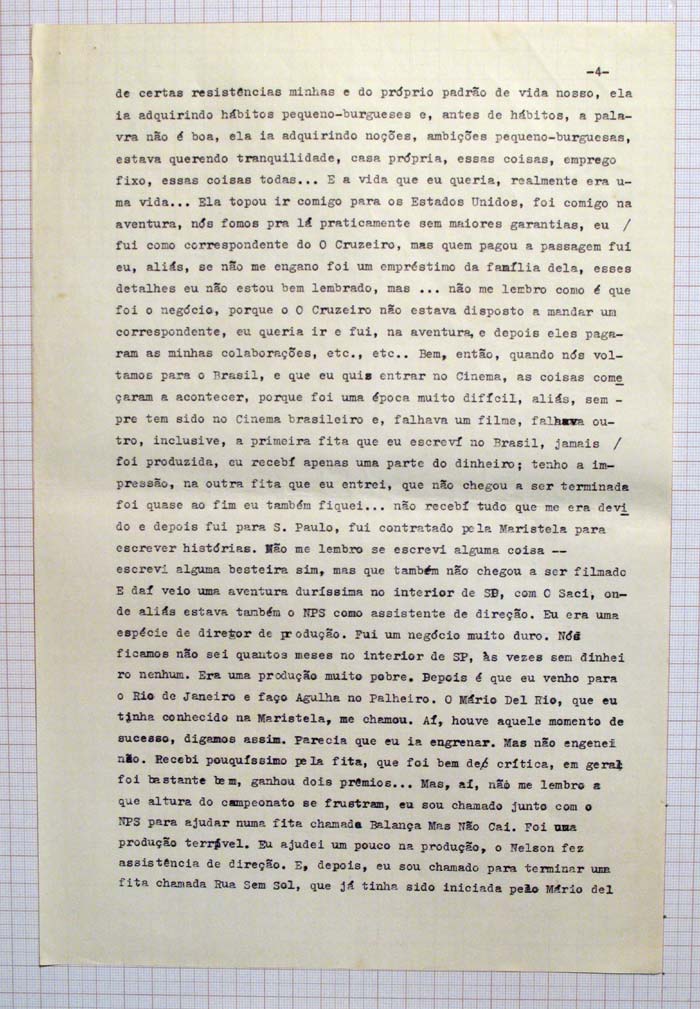 -4-
de certas resistências minhas e do próprio padrão de vida nosso, ela
ia adquirindo hábitos pequeno-burgueses e, antes de hábitos, a pala-
vra não é boa, ela ia adquirindo noções, ambições pequeno-burguesas,
estava querendo tranquilidade, casa própria, essas coisas, emprego
fixo, essas coisas todas... E a vida que eu queria, realmente era u-
ma vida... Ela topou ir comigo para os Estados Unidos, foi comigo na
aventura, nós fomos pra lá praticamente sem maiores garantias, eu /
fui como correspondente do O Cruzeiro, mas quem pagou a passagem fui
eu, aliás, se não me engano foi um empréstimo da família dela, esses
detalhes eu não estou bem lembrado, mas ... não me lembro como é que
foi o negócio, porque o O Cruzeiro não estava disposto a mandar um
correspondente, eu queria ir e fui, na aventura, e depois eles paga-
ram as minhas colaborações, etc., etc.. Bem, então, quando nós vol-
tamos para o Brasil, e que eu quis entrar no Cinema, as coisas come
çaram a acontecer, porque foi uma época muito difícil, aliás, sem -
pre tem sido no Cinema brasileiro e, falhava um filme, falhava ou-
tro, inclusive, a primeira fita que eu escreví no Brasil, jamais /
foi produzida, eu recebí apenas uma parte do dinheiro; tenho a im-
pressão, na outra fita que eu entrei, que não chegou a ser terminada
foi quase ao fim eu também fiquei... não recebí tudo que me era devi
do e depois fui para S. Paulo, fui contratado pela Maristela para
escrever histórias. Não me lembro se escrevi alguma coisa --
escrevi alguma besteira sim, mas que também não chegou a ser filmado
E daí veio uma aventura duríssima no interior de SP, com O Saci, on-
de aliás estava também o NPS como assistente de direção. Eu era uma
espécie de diretor de produção. Fui um negócio muito duro. Nós
ficamos não sei quantos meses no interior de SP, às vezes sem dinhei
ro nenhum. Era uma produção muito pobre. Depois é que eu venho para
o Rio de Janeiro e faço Agulha no Palheiro. O Mário Del Rio, que eu
tinha conhecido na Maristela, me chamou. Aí, houve aquele momento de
sucesso, digamos assim. Parecia que eu ia engrenar. Mas não engenei
não. Recebi pouquíssimo pela fita, que foi bem de/ crítica, em geral
foi bastante bem, ganhou dois prêmios... Mas, aí, não me lembro a
que altura do campeonato se frustram, eu sou chamado junto com o
NPS para ajudar numa fita chamada Balança Mas Não Cai. Foi uma
produção terrível. Eu ajudei um pouco na produção, o Nelson fez
assistência de direção. E, depois, eu sou chamado para terminar uma
fita chamada Rua Sem Sol, que já tinha sido iniciada pelo Mário del